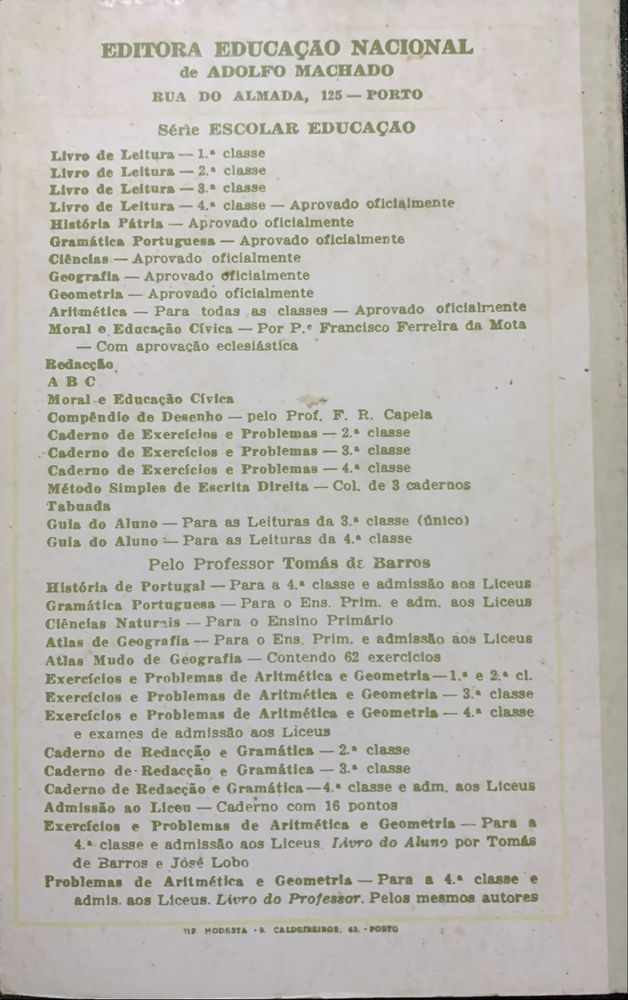 EDITORA EDUCAÇÃO NACIONAL
de ADOLFO MACHADO
RUA DO ALMADA, 125 — PORTO
Série ESCOLAR EDUCAÇÃO
Livro de Leitura — 1.ª classe
Livro de Leitura — 2.ª classe
Livro de Leitura — 3.ª classe
Livro de Leitura — 4.ª classe — Aprovado oficialmente
História Pátria — Aprovado oficialmente
Gramática Portuguesa — Aprovado oficialmente
Ciências — Aprovado oficialmente
Geografia — Aprovado oficialmente
Geometria — Aprovado oficialmente
Aritmética — Para todas as classes — Aprovado oficialmente
Moral e Educação Cívica — Por P.e Francisco Ferreira da Mota
— Com aprovação eclesiástica
Redacção
A B C
Moral e Educação Cívica
Compêndio de Desenho — pelo Prof. F. R. Capela
Caderno de Exercícios e Problemas — 2.ª classe
Caderno de Exercícios e Problemas — 3.ª classe
Caderno de Exercícios e Problemas — 4.ª classe
Método Simples de Escrita Direita — Col. de 3 cadernos
Tabuada
Guia do Aluno — Para as Leituras da 3.ª classe (único)
Guia do Aluno — Para as Leituras da 4.ª classe
Pelo Professor Tomás de Barros
História de Portugal — Para a 4.ª classe e admissão aos Liceus
Gramática Portuguesa — Para o Ens. Prim. e adm. aos Liceus
Ciências Naturais — Para o Ensino Primário
Atlas de Geografia — Para o Ens. Prim. e admissão aos Liceus
Atlas Mudo de Geografia — Contendo 62 exercícios
Exercícios e Problemas de Aritmética e Geometria — 1.ª e 2.ª cl.
Exercícios e Problemas de Aritmética e Geometria — 3.ª classe
Exercícios e Problemas de Aritmética e Geometria — 4.ª classe
e exames de admissão aos Liceus
Caderno de Redacção e Gramática — 2.ª classe
Caderno de Redacção e Gramática — 3.ª classe
Caderno de Redacção e Gramática — 4.ª classe e adm. aos Liceus
Admissão ao Liceu — Caderno com 16 pontos
Exercícios e Problemas de Aritmética e Geometria — Para a
4.ª classe e admissão aos Liceus. Livro do Aluno por Tomás
de Barros e José Lobo
Problemas de Aritmética e Geometria — Para a 4.ª classe e
admis. aos Liceus. Livro do Professor. Pelos mesmos autores
TIP. MODESTA - R. CALDEIREIROS, 43. - PORTO